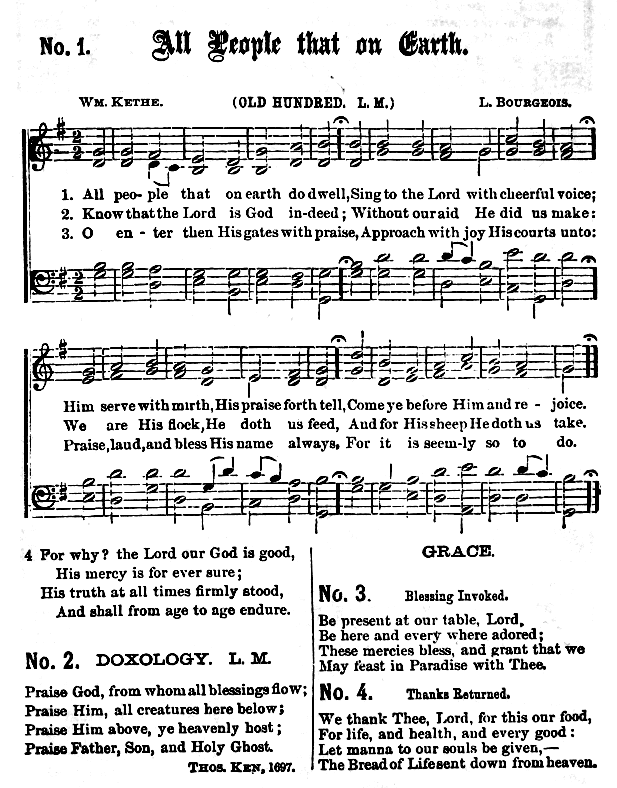 No. 1. All People that on Earth.
WM. KETHE. (OLD HUNDRED. L. M.) L. BOURGEOIS.
1. All peo- ple that on earth do dwell, Sing to the Lord with cheerful voice;
2. Know that the Lord is God in-deed; Without our aid He did us make:
3. O en - ter then His gates with praise, Approach with joy His courts unto:
Him serve with mirth, His praise forth tell, Come ye before Him and re - joice.
We are His flock, He doth us feed, And for His sheep He doth us take.
Praise, laud, and bless His name always, For it is seem-ly so to do.
4 For why? the Lord our God is good,
His mercy is for ever sure;
His truth at all times firmly stood,
And shall from age to age endure.
No. 2. DOXOLOGY. L. M.
Praise God, from whom all blessings flow;
Praise Him, all creatures here below;
Praise Him above, ye heavenly host;
Praise Father, Son, and Holy Ghost.
THOS. KEN, 1697.
GRACE.
No. 3. Blessing Invoked.
Be present at our table, Lord,
Be here and every where adored;
These mercies bless, and grant that we
May feast in Paradise with Thee.
No. 4. Thanks Returned.
We thank Thee, Lord, for this our food,
For life, and health, and every good:
Let manna to our souls be given,—
The Bread of Life sent down from heaven.